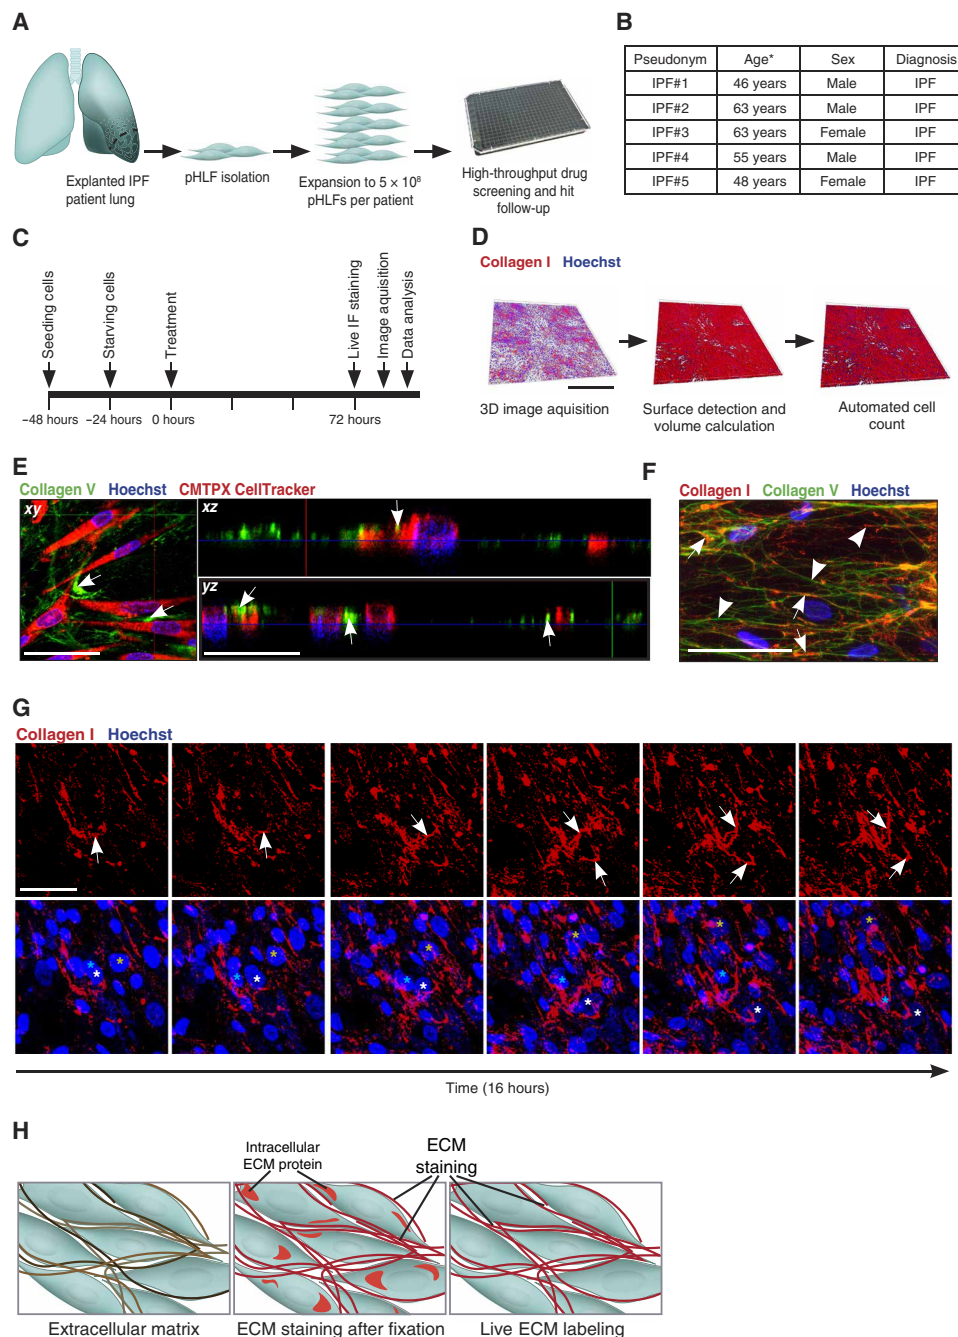 A
Explanted IPF
patient lung
pHLF isolation
Expansion to 5 × 10⁸
pHLFs per patient
High-throughput drug
screening and hit
follow-up
B
Pseudonym Age* Sex Diagnosis
IPF#1 46 years Male IPF
IPF#2 63 years Male IPF
IPF#3 63 years Female IPF
IPF#4 55 years Male IPF
IPF#5 48 years Female IPF
C
Seeding cells
Starving cells
Treatment
Live IF staining
Image aquisition
Data analysis
−48 hours −24 hours 0 hours 72 hours
D
Collagen I Hoechst
3D image aquisition
Surface detection and
volume calculation
Automated cell
count
E
Collagen V Hoechst CMTPX CellTracker
xy
xz
yz
F
Collagen I Collagen V Hoechst
G
Collagen I Hoechst
* * *
* * *
* * *
* * *
* * *
* * *
Time (16 hours)
H
Intracellular
ECM protein
ECM
staining
Extracellular matrix
ECM staining after fixation
Live ECM labeling